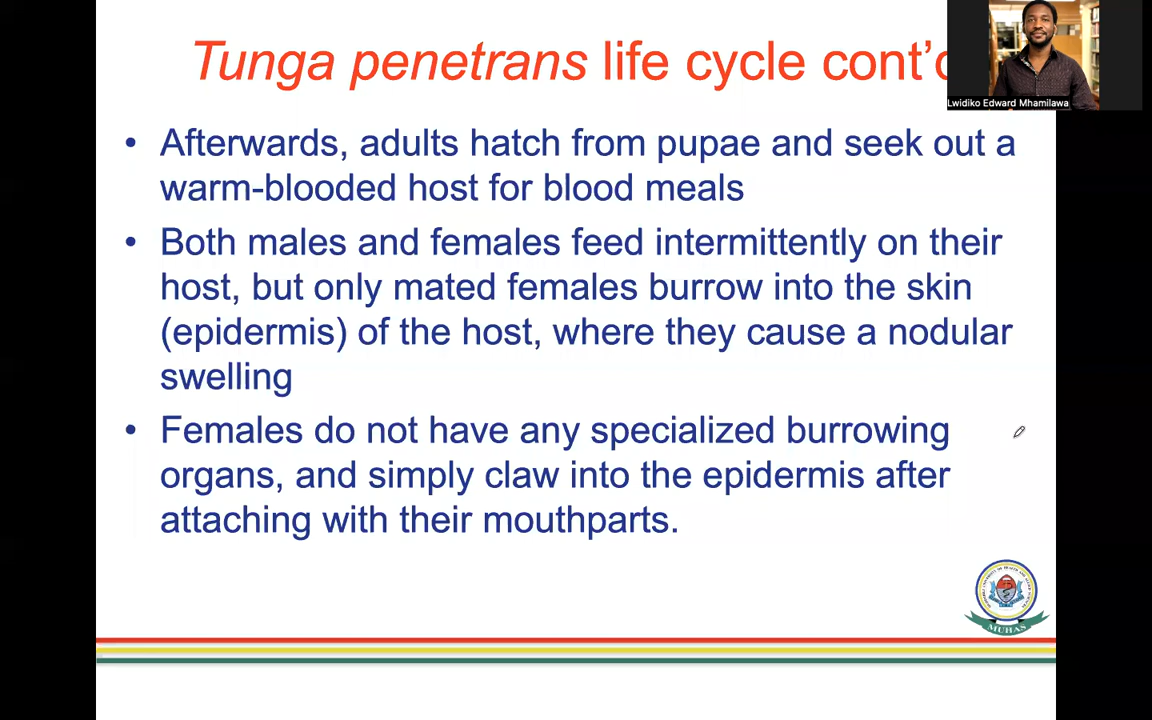 Tunga penetrans life cycle cont'd
Lwidiko Edward Mhamilawa
• Afterwards, adults hatch from pupae and seek out a
warm-blooded host for blood meals
• Both males and females feed intermittently on their
host, but only mated females burrow into the skin
(epidermis) of the host, where they cause a nodular
swelling
• Females do not have any specialized burrowing
organs, and simply claw into the epidermis after
attaching with their mouthparts.
MUHAS